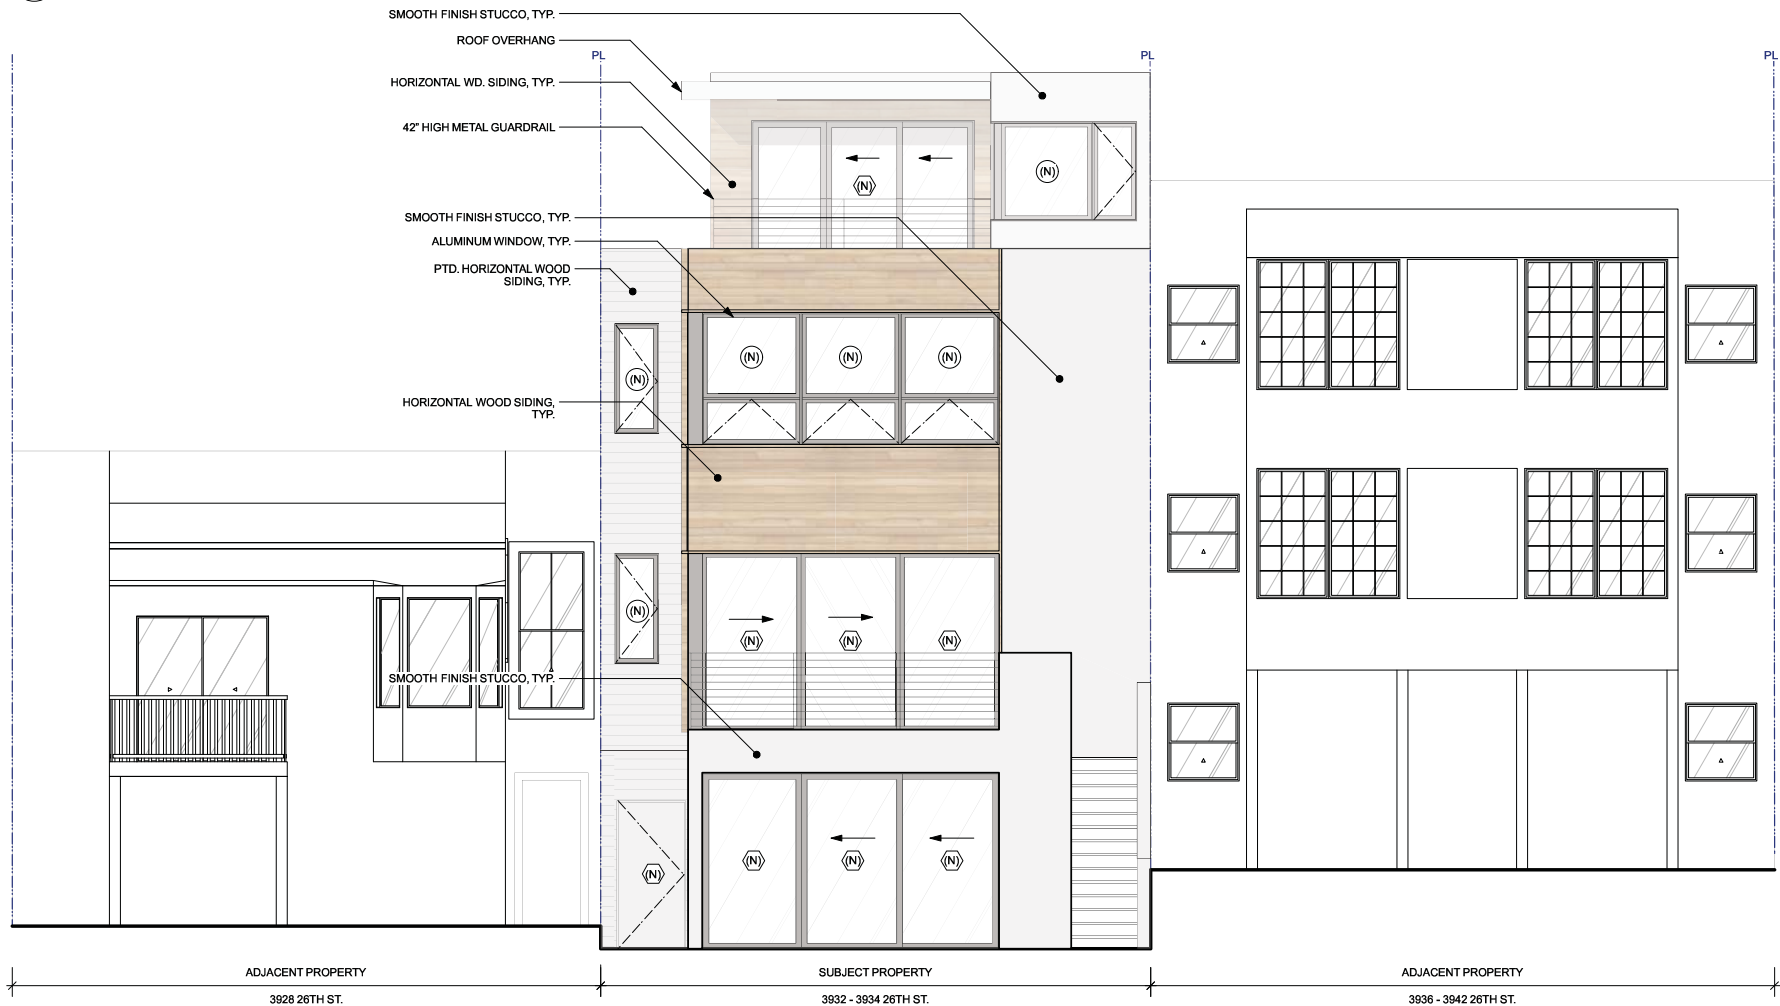 SMOOTH FINISH STUCCO, TYP.
ROOF OVERHANG
PL
PL
PL
HORIZONTAL WD. SIDING, TYP.
42" HIGH METAL GUARDRAIL
(N)
(N)
SMOOTH FINISH STUCCO, TYP.
ALUMINUM WINDOW, TYP.
PTD. HORIZONTAL WOOD
SIDING, TYP.
(N)
(N)
(N)
(N)
HORIZONTAL WOOD SIDING,
TYP.
(N)
(N)
(N)
(N)
SMOOTH FINISH STUCCO, TYP.
(N)
(N)
(N)
(N)
ADJACENT PROPERTY
SUBJECT PROPERTY
ADJACENT PROPERTY
3928 26TH ST.
3932 - 3934 26TH ST.
3936 - 3942 26TH ST.